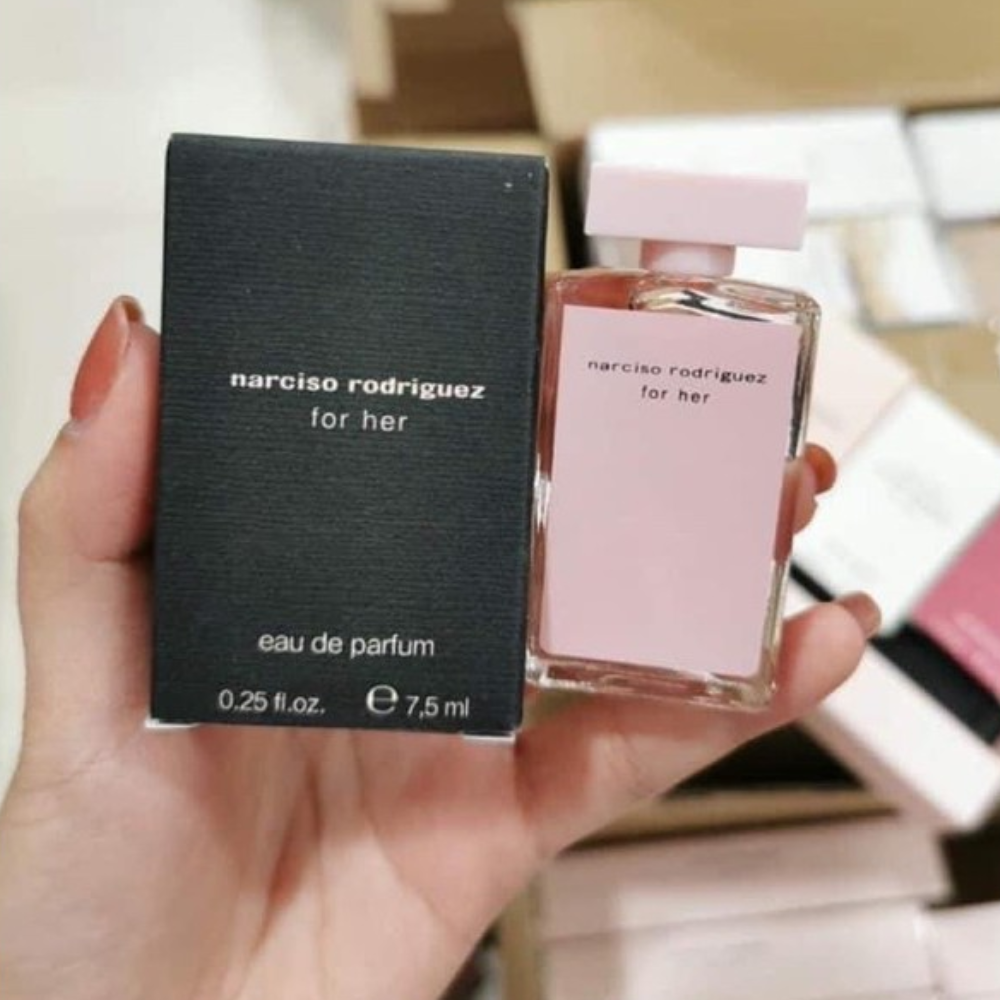 narciso rodriguez
for her
eau de parfum
0.25 fl.oz. e 7,5 ml
narciso rodriguez
for her